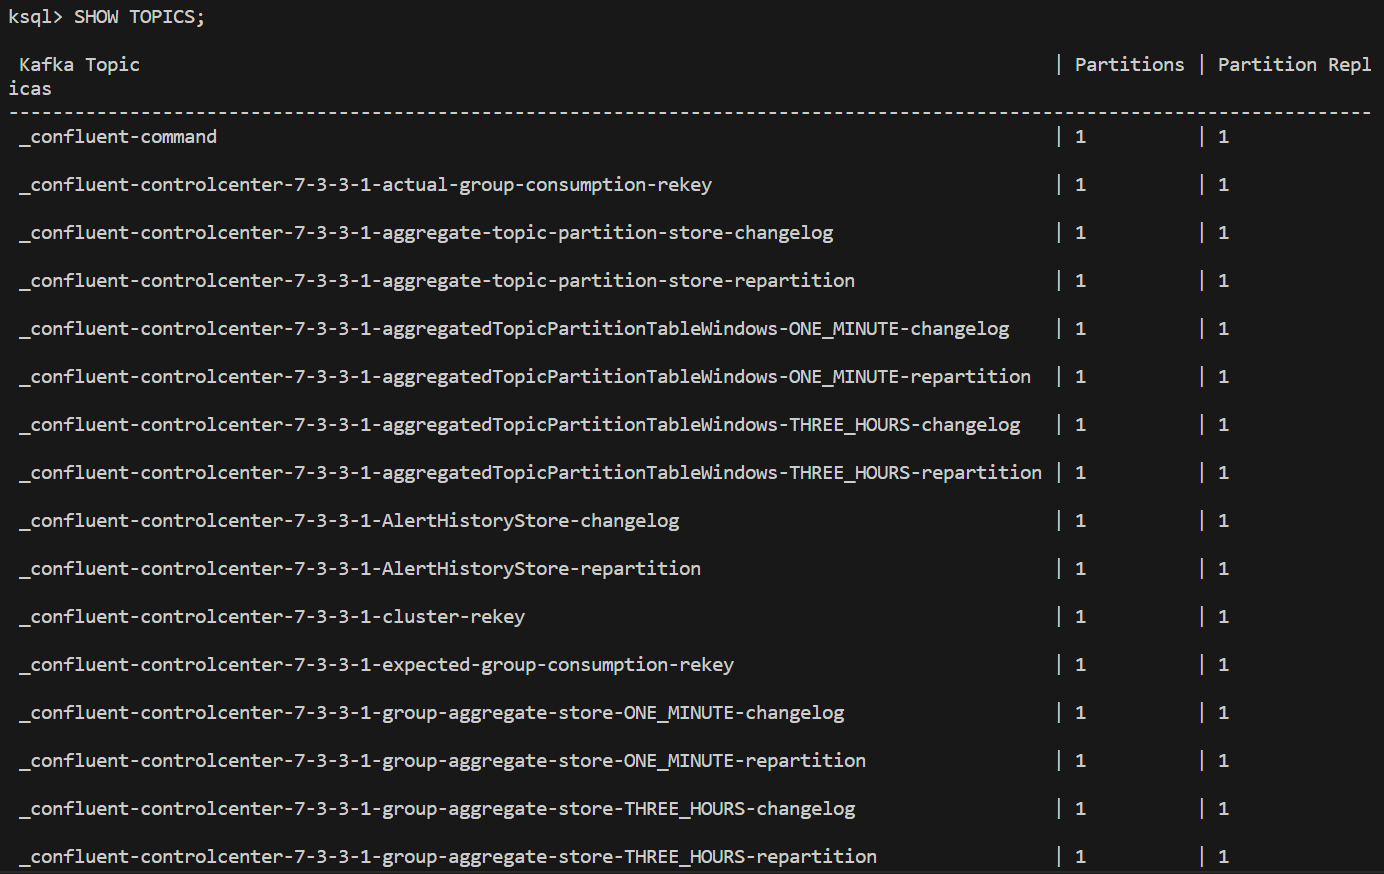 ksql> SHOW TOPICS;
Kafka Topic | Partitions | Partition Repl
icas
----------------------------------------------------------------------------------------------------------------------------
_confluent-command | 1 | 1
_confluent-controlcenter-7-3-3-1-actual-group-consumption-rekey | 1 | 1
_confluent-controlcenter-7-3-3-1-aggregate-topic-partition-store-changelog | 1 | 1
_confluent-controlcenter-7-3-3-1-aggregate-topic-partition-store-repartition | 1 | 1
_confluent-controlcenter-7-3-3-1-aggregatedTopicPartitionTableWindows-ONE_MINUTE-changelog | 1 | 1
_confluent-controlcenter-7-3-3-1-aggregatedTopicPartitionTableWindows-ONE_MINUTE-repartition | 1 | 1
_confluent-controlcenter-7-3-3-1-aggregatedTopicPartitionTableWindows-THREE_HOURS-changelog | 1 | 1
_confluent-controlcenter-7-3-3-1-aggregatedTopicPartitionTableWindows-THREE_HOURS-repartition | 1 | 1
_confluent-controlcenter-7-3-3-1-AlertHistoryStore-changelog | 1 | 1
_confluent-controlcenter-7-3-3-1-AlertHistoryStore-repartition | 1 | 1
_confluent-controlcenter-7-3-3-1-cluster-rekey | 1 | 1
_confluent-controlcenter-7-3-3-1-expected-group-consumption-rekey | 1 | 1
_confluent-controlcenter-7-3-3-1-group-aggregate-store-ONE_MINUTE-changelog | 1 | 1
_confluent-controlcenter-7-3-3-1-group-aggregate-store-ONE_MINUTE-repartition | 1 | 1
_confluent-controlcenter-7-3-3-1-group-aggregate-store-THREE_HOURS-changelog | 1 | 1
_confluent-controlcenter-7-3-3-1-group-aggregate-store-THREE_HOURS-repartition | 1 | 1